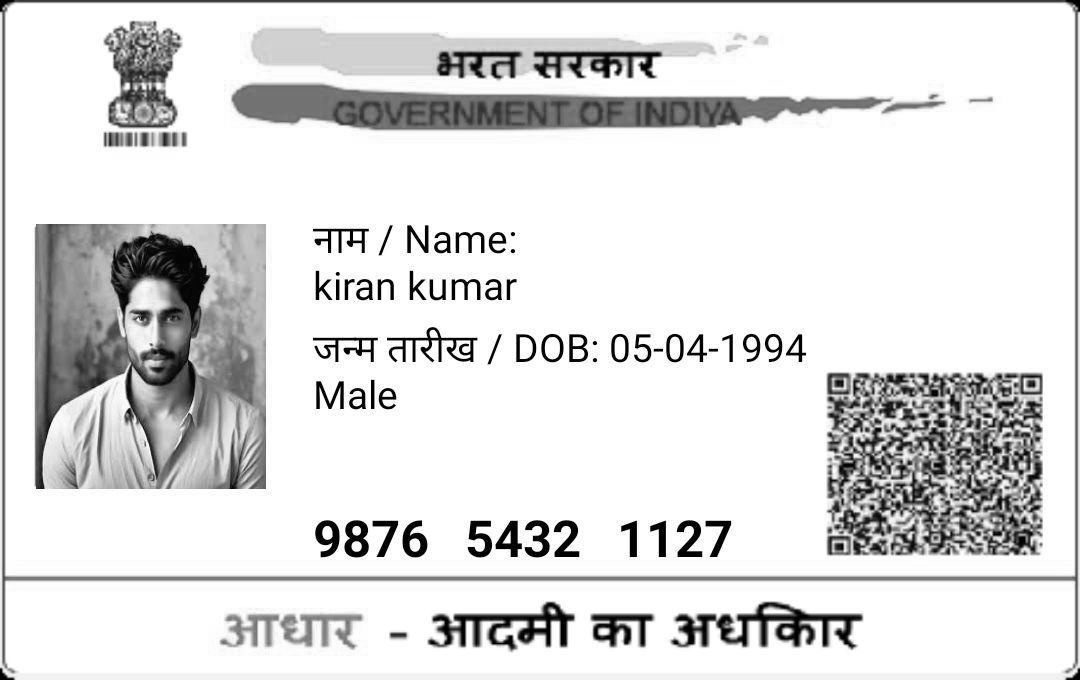 भरत सरकार
GOVERNMENT OF INDIYA
नाम / Name:
kiran kumar
जन्म तारीख / DOB: 05-04-1994
Male
9876 5432 1127
आधार - आदमी का अधिकार